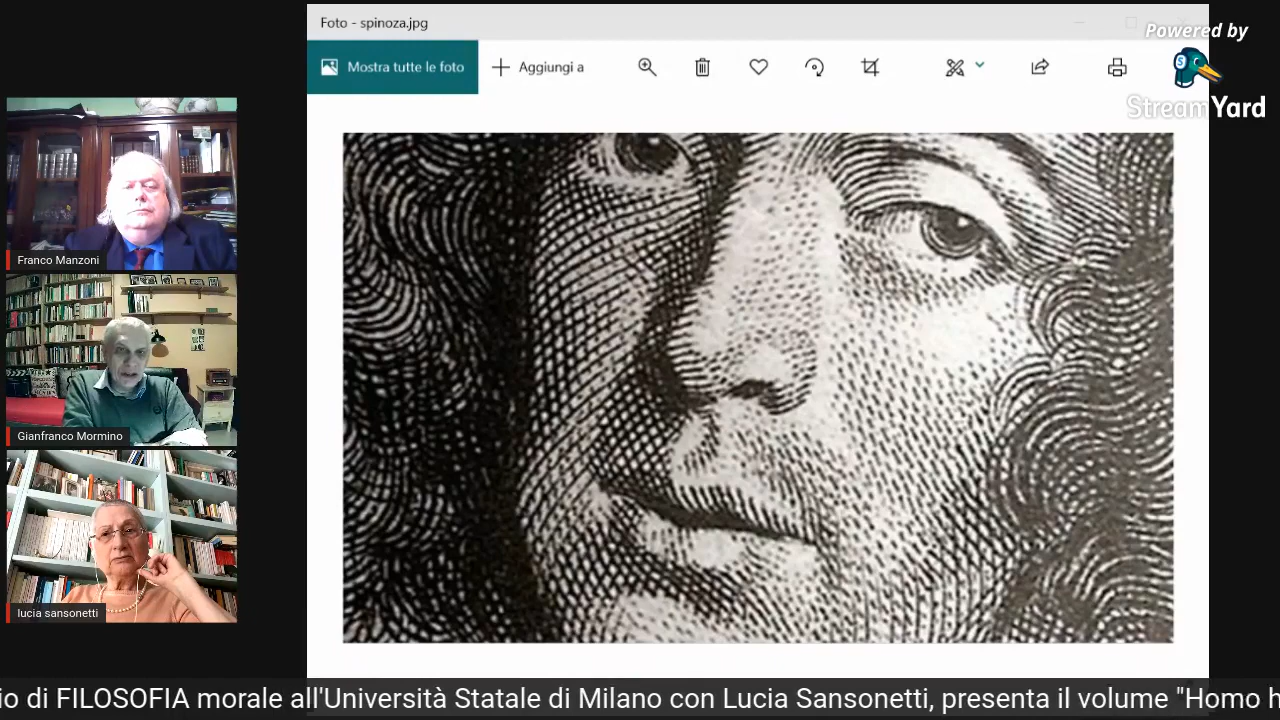 Foto - spinoza.jpg
Powered by
Mostra tutte le foto
Aggiungi a
StreamYard
Franco Manzoni
Gianfranco Mormino
lucia sansonetti
io di FILOSOFIA morale all'Università Statale di Milano con Lucia Sansonetti, presenta il volume "Homo h